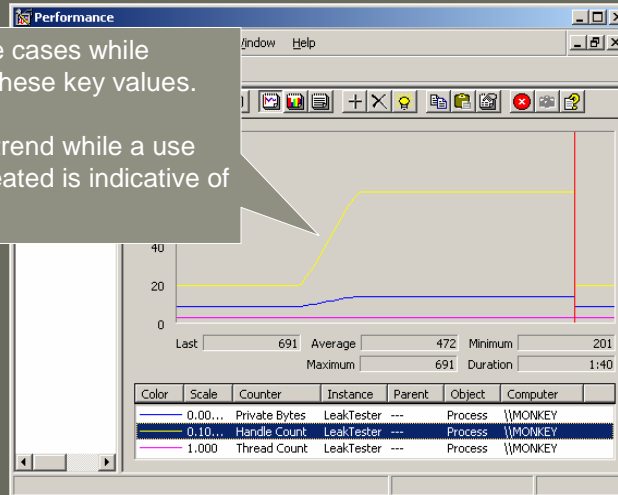 Performance
e cases while
hese key values.
trend while a use
eated is indicative of
indow Help
40
20
0
Last 691 Average 472 Minimum 201
Maximum 691 Duration 1:40
Color Scale Counter Instance Parent Object Computer
0.00... Private Bytes LeakTester --- Process \\MONKEY
0.10... Handle Count LeakTester --- Process \\MONKEY
1.000 Thread Count LeakTester --- Process \\MONKEY